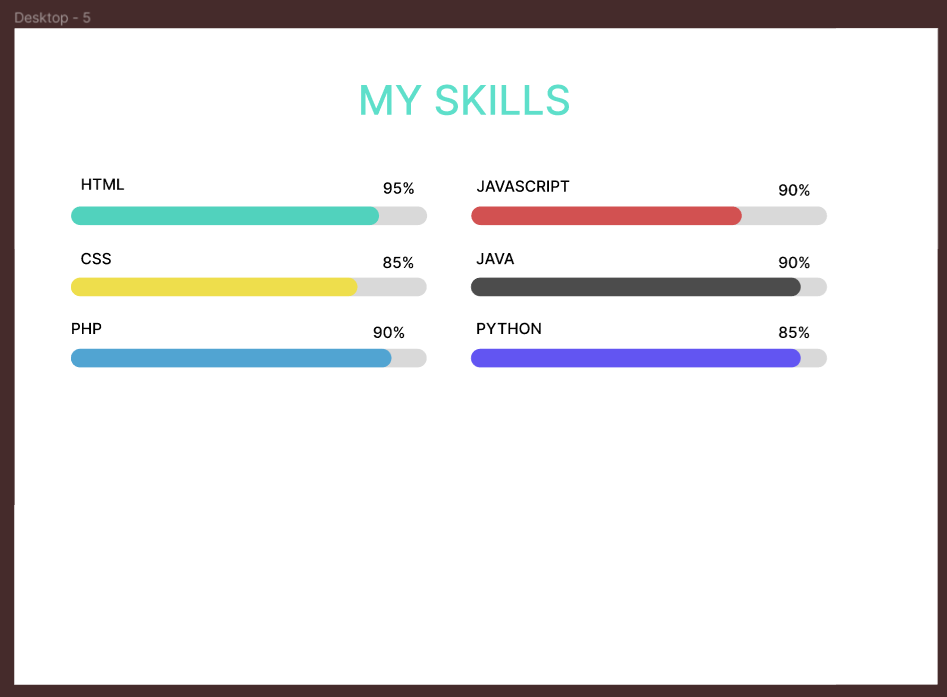 Desktop - 5
MY SKILLS
HTML
95%
JAVASCRIPT
90%
CSS
85%
JAVA
90%
PHP
90%
PYTHON
85%